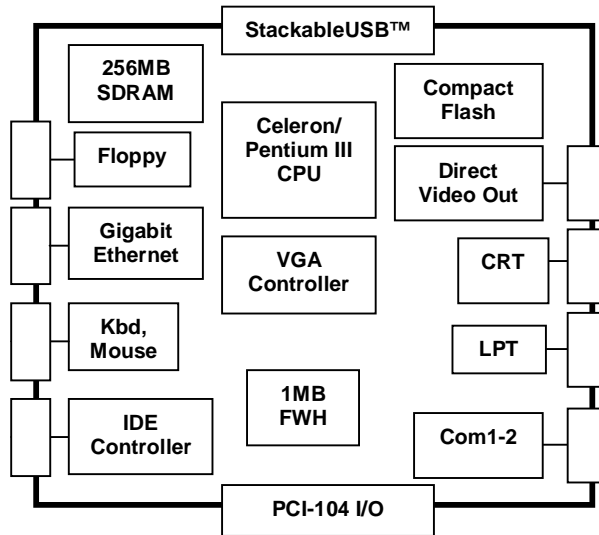 StackableUSB™
256MB
SDRAM
Celeron/
Pentium III
CPU
Compact
Flash
Floppy
Direct
Video Out
Gigabit
Ethernet
VGA
Controller
CRT
Kbd,
Mouse
LPT
1MB
FWH
IDE
Controller
Com1-2
PCI-104 I/O